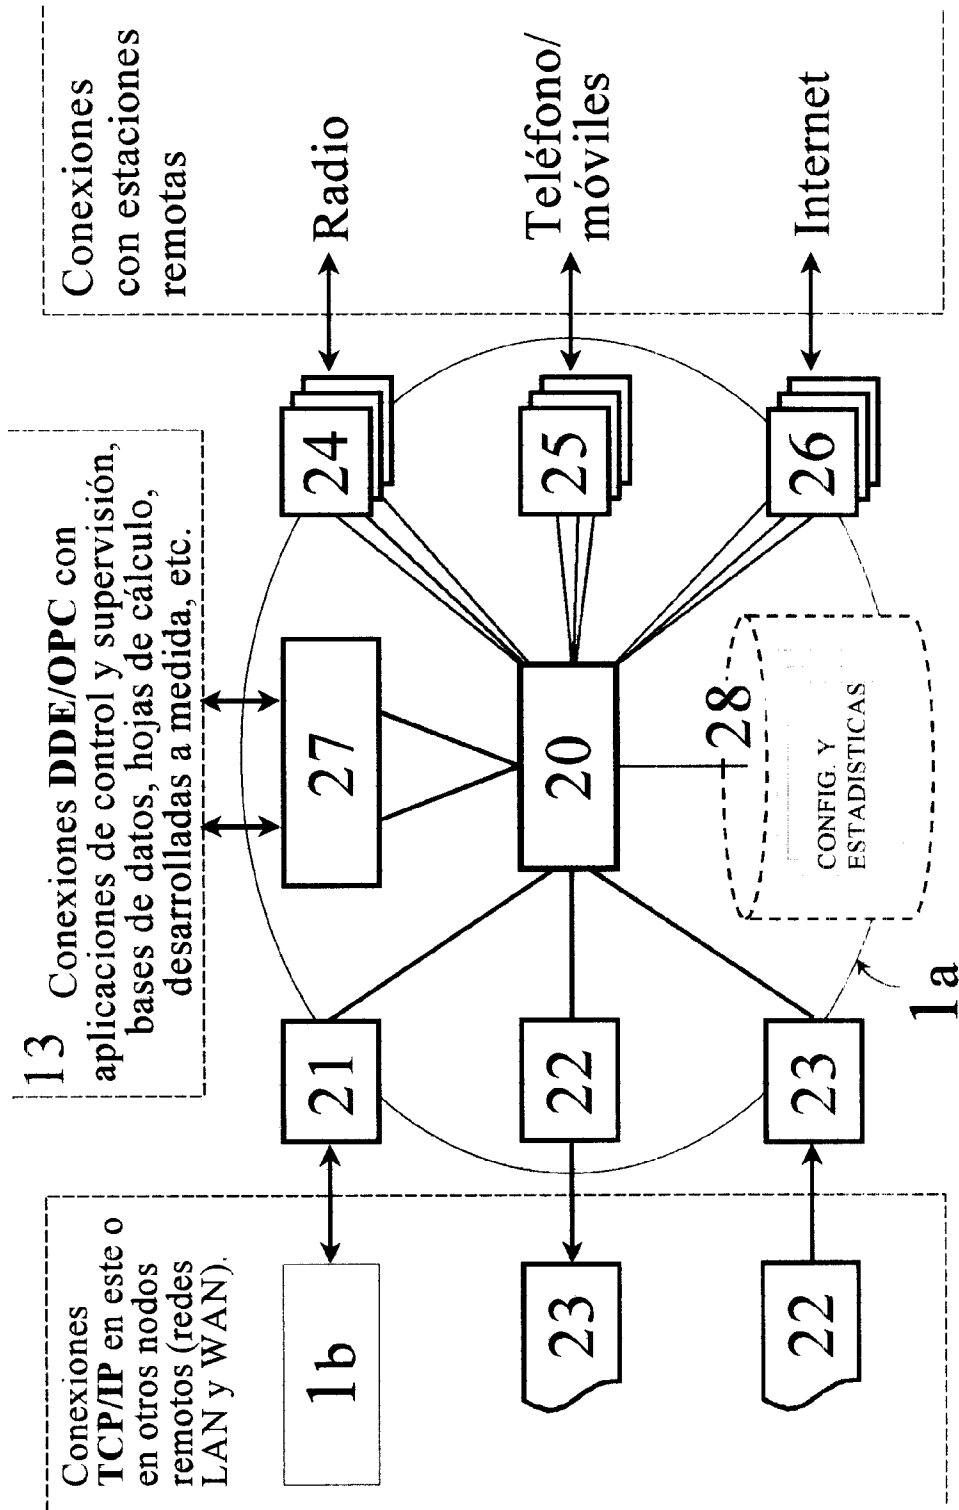 Conexiones
TCP/IP en este o
en otros nodos
remotos (redes
LAN y WAN).
13 Conexiones DDE/OPC con
aplicaciones de control y supervisión,
bases de datos, hojas de cálculo,
desarrolladas a medida, etc.
Conexiones
con estaciones
remotas
1b
21
27
24
Radio
23
22
20
25
Teléfono/
móviles
22
23
28
CONFIG. Y
ESTADISTICAS
26
Internet
1a